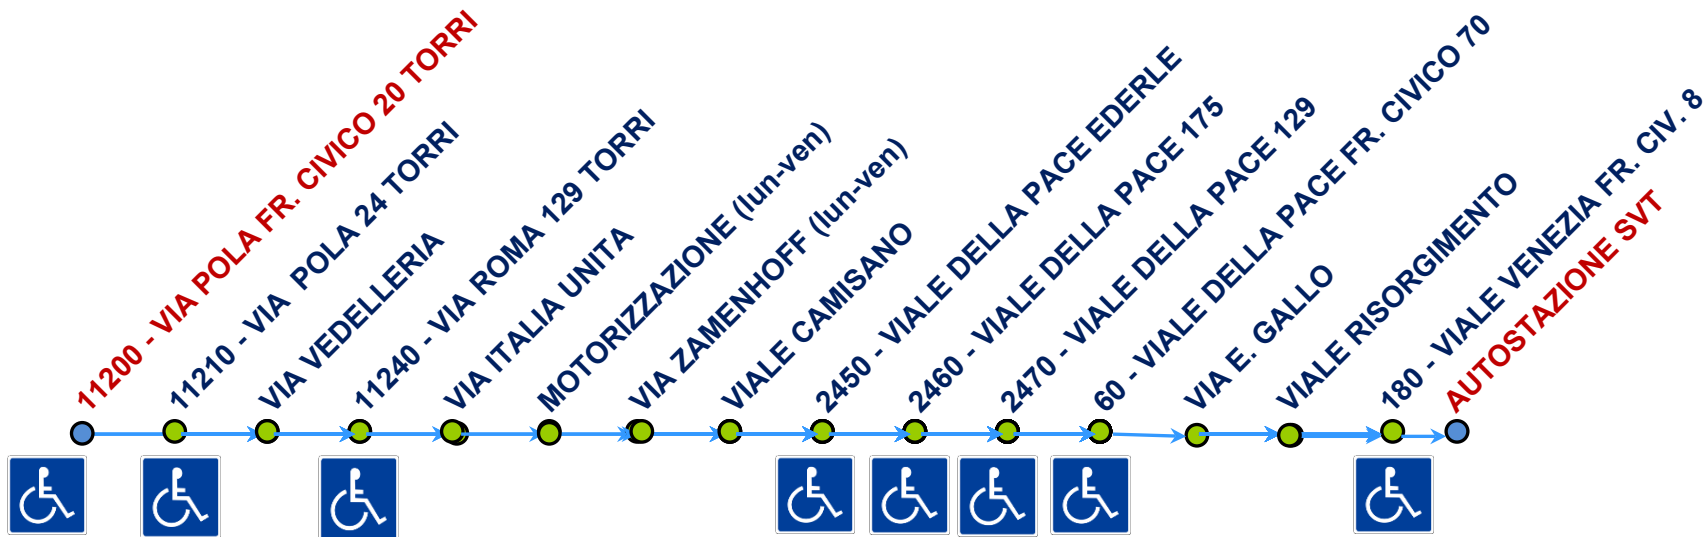 11200 - VIA POLA FR. CIVICO 20 TORRI
11210 - VIA  POLA 24 TORRI
VIA VEDELLERIA
11240 - VIA ROMA 129 TORRI
VIA ITALIA UNITA
MOTORIZZAZIONE (lun-ven)
VIA ZAMENHOFF (lun-ven)
VIALE CAMISANO
2450 - VIALE DELLA PACE EDERLE
2460 - VIALE DELLA PACE 175
2470 - VIALE DELLA PACE 129
60 - VIALE DELLA PACE FR. CIVICO 70
VIA E. GALLO
VIALE RISORGIMENTO
180 - VIALE VENEZIA FR. CIV. 8
AUTOSTAZIONE SVT